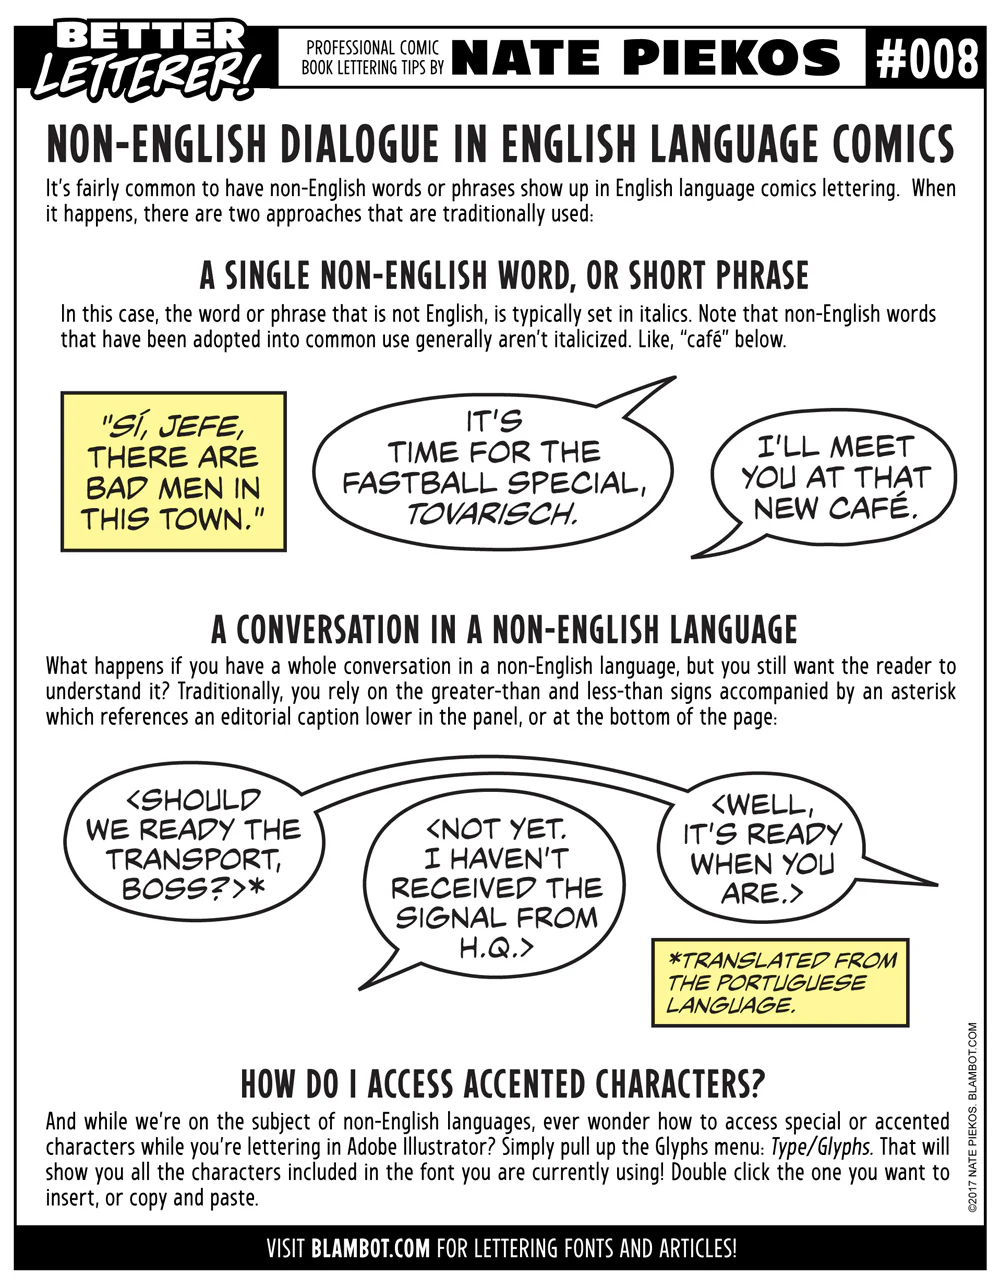 BETTER
LETTERER!
PROFESSIONAL COMIC
BOOK LETTERING TIPS BY
NATE PIEKOS
#008
NON-ENGLISH DIALOGUE IN ENGLISH LANGUAGE COMICS
It's fairly common to have non-English words or phrases show up in English language comics lettering. When
it happens, there are two approaches that are traditionally used:
A SINGLE NON-ENGLISH WORD, OR SHORT PHRASE
In this case, the word or phrase that is not English, is typically set in italics. Note that non-English words
that have been adopted into common use generally aren't italicized. Like, “café” below.
"SÍ, JEFE,
THERE ARE
BAD MEN IN
THIS TOWN."
IT'S
TIME FOR THE
FASTBALL SPECIAL,
TOVARISCH.
I'LL MEET
YOU AT THAT
NEW CAFÉ.
A CONVERSATION IN A NON-ENGLISH LANGUAGE
What happens if you have a whole conversation in a non-English language, but you still want the reader to
understand it? Traditionally, you rely on the greater-than and less-than signs accompanied by an asterisk
which references an editorial caption lower in the panel, or at the bottom of the page:
<SHOULD
WE READY THE
TRANSPORT,
BOSS?>*
<NOT YET.
I HAVEN'T
RECEIVED THE
SIGNAL FROM
H.Q.>
<WELL,
IT'S READY
WHEN YOU
ARE.>
*TRANSLATED FROM
THE PORTUGUESE
LANGUAGE.
HOW DO I ACCESS ACCENTED CHARACTERS?
And while we're on the subject of non-English languages, ever wonder how to access special or accented
characters while you're lettering in Adobe Illustrator? Simply pull up the Glyphs menu: Type/Glyphs. That will
show you all the characters included in the font you are currently using! Double click the one you want to
insert, or copy and paste.
©2017 NATE PIEKOS. BLAMBOT.COM
VISIT BLAMBOT.COM FOR LETTERING FONTS AND ARTICLES!